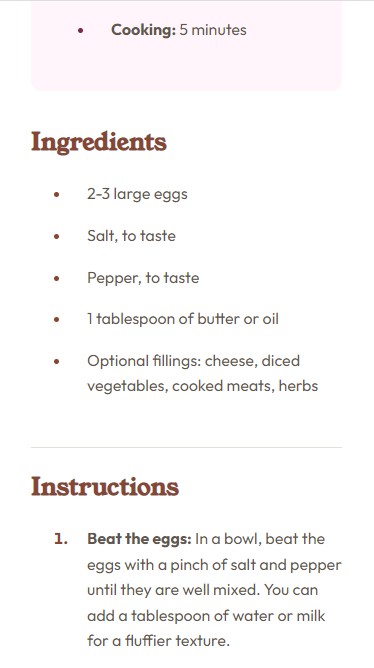 Cooking: 5 minutes
Ingredients
2-3 large eggs
Salt, to taste
Pepper, to taste
1 tablespoon of butter or oil
Optional fillings: cheese, diced
vegetables, cooked meats, herbs
Instructions
1. Beat the eggs: In a bowl, beat the
eggs with a pinch of salt and pepper
until they are well mixed. You can
add a tablespoon of water or milk
for a fluffier texture.